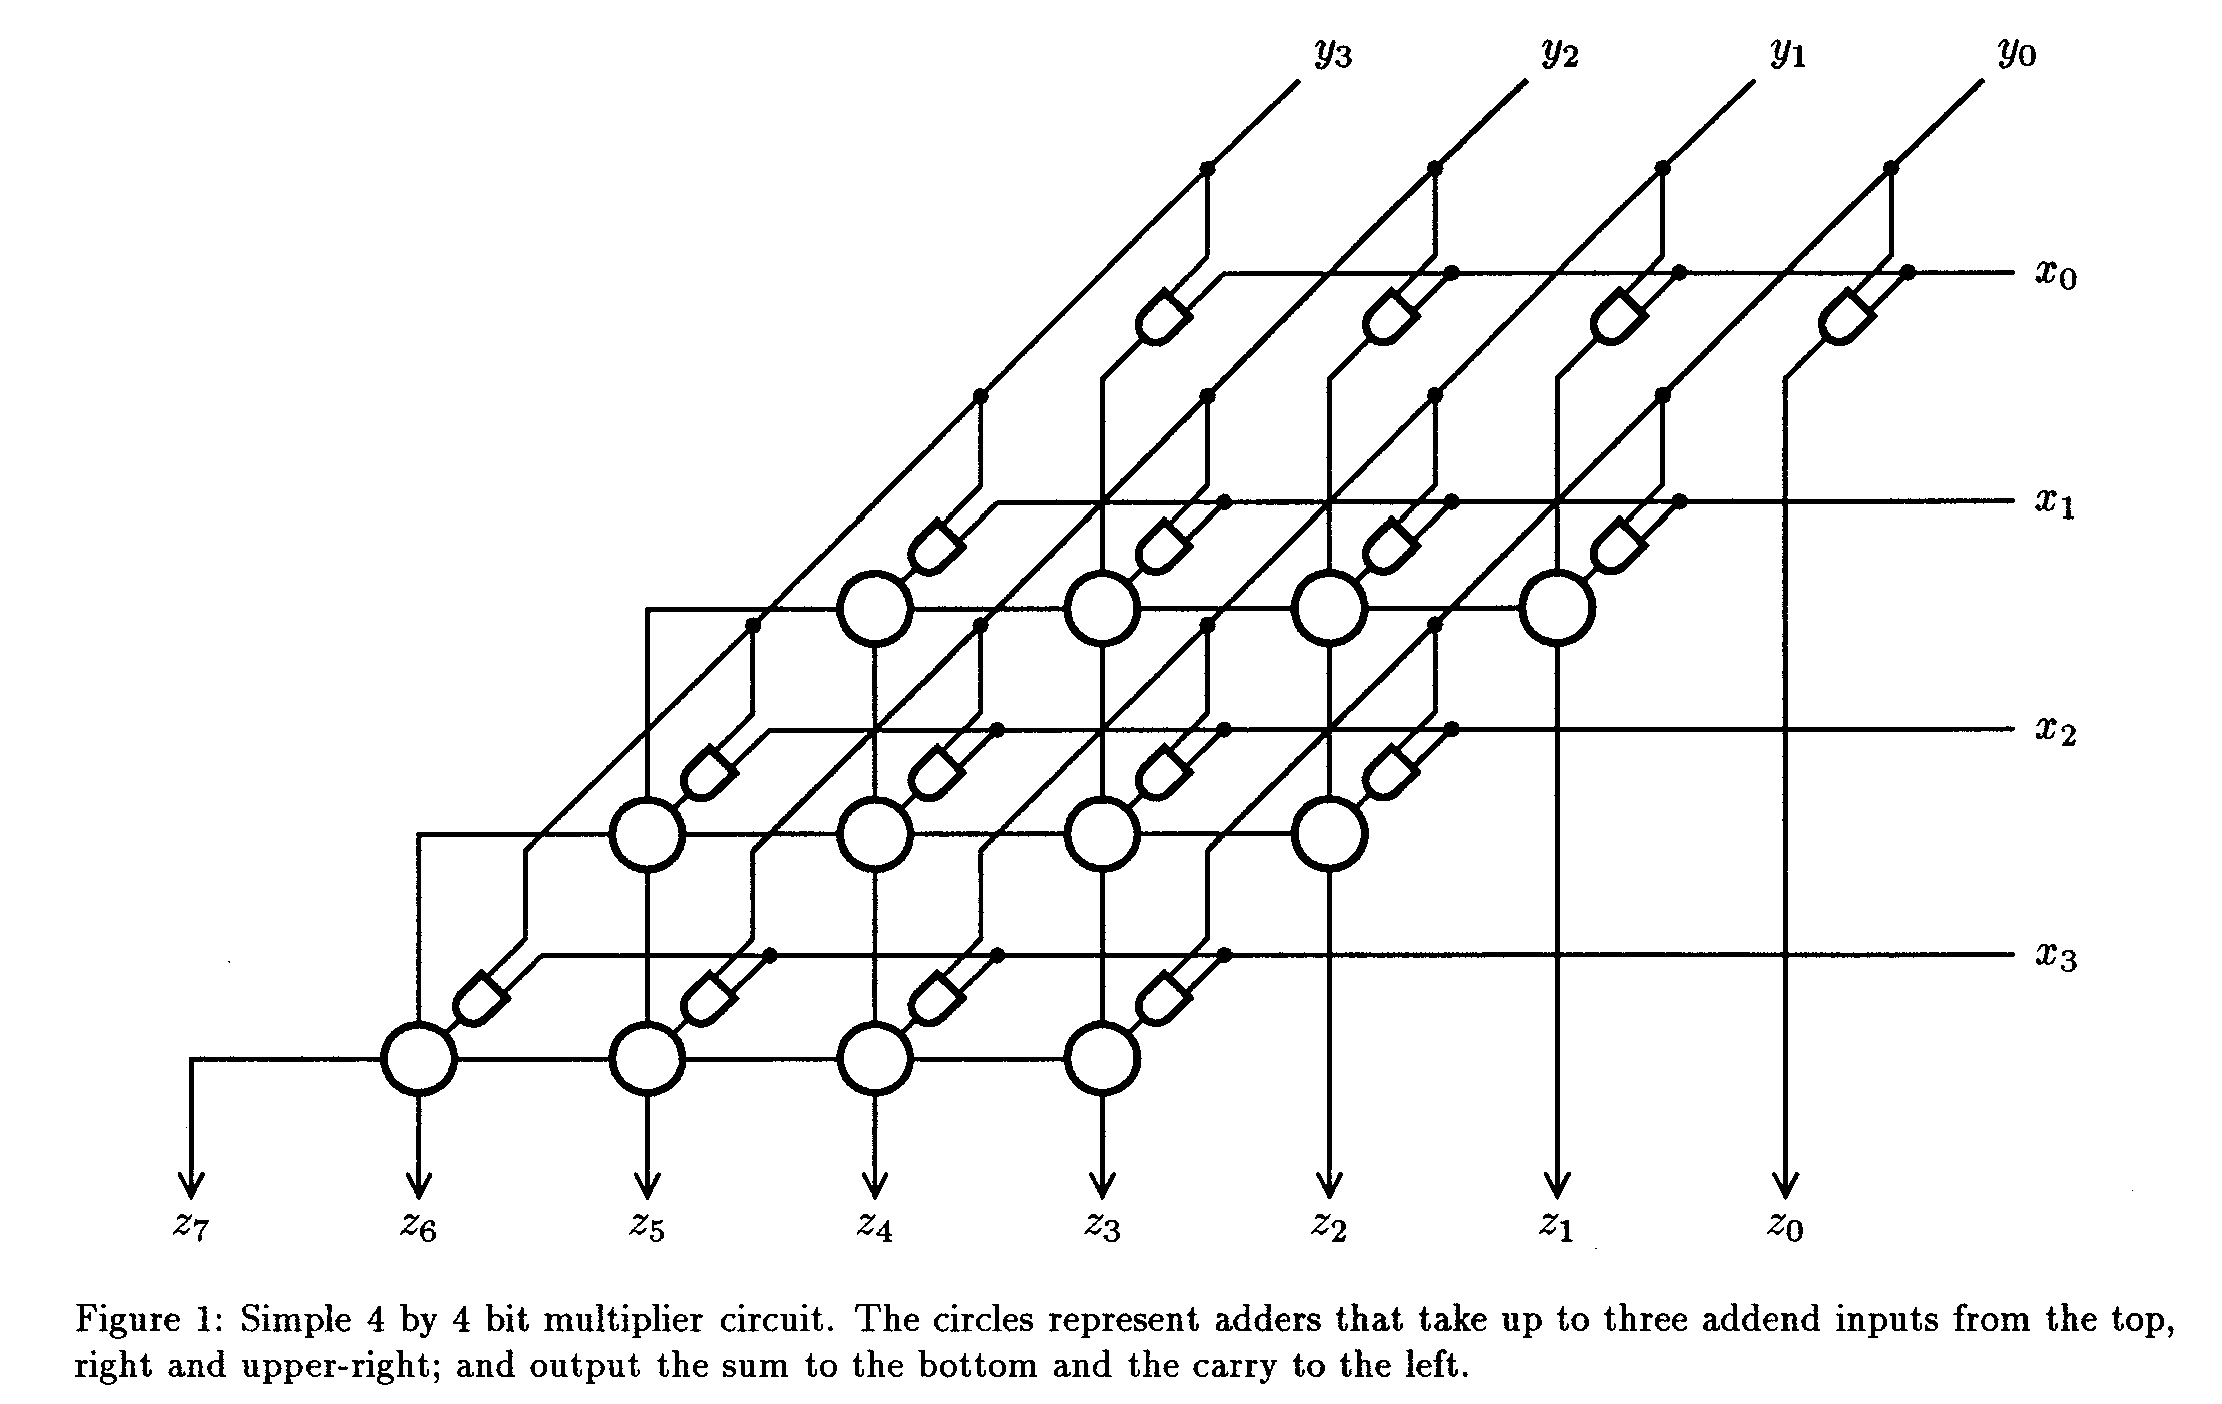 y3 y2 y1 y0
x0
x1
x2
x3
z7 z6 z5 z4 z3 z2 z1 z0
Figure 1: Simple 4 by 4 bit multiplier circuit. The circles represent adders that take up to three addend inputs from the top,
right and upper-right; and output the sum to the bottom and the carry to the left.